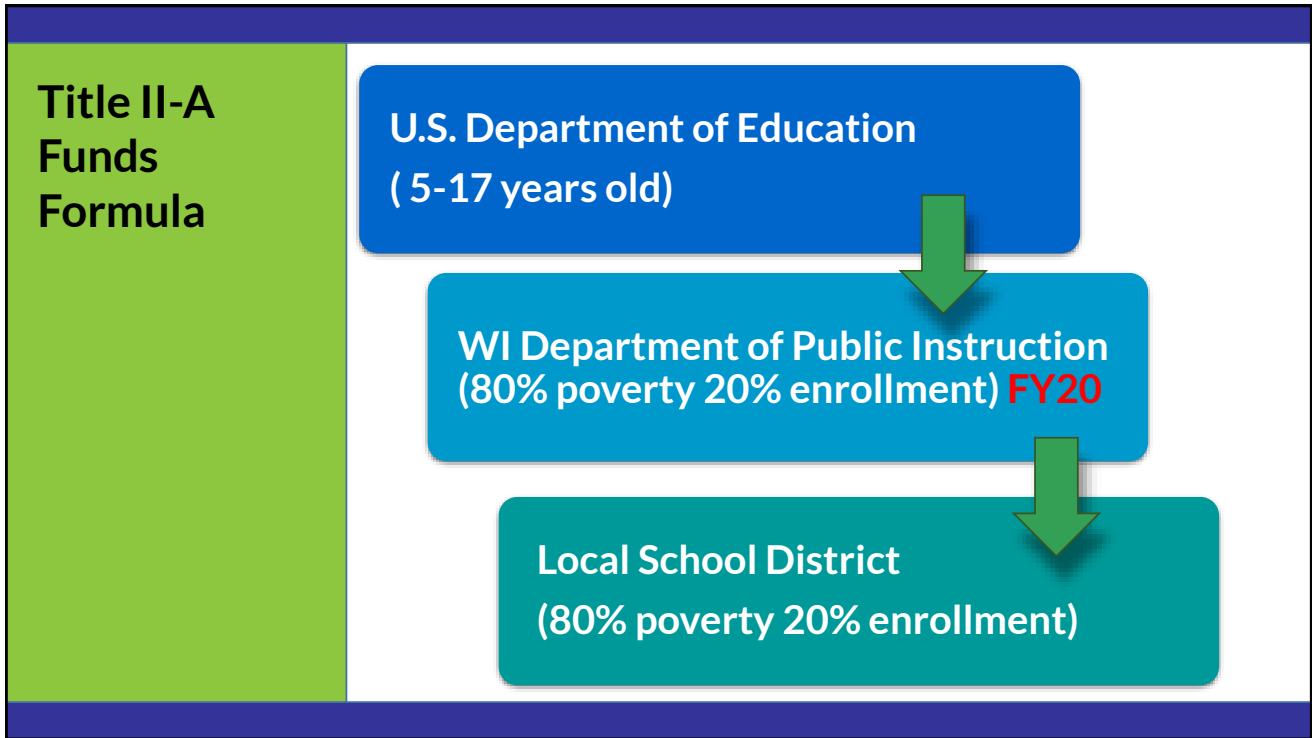 Title II-A
Funds
Formula
U.S. Department of Education
( 5-17 years old)
WI Department of Public Instruction
(80% poverty 20% enrollment) FY20
Local School District
(80% poverty 20% enrollment)